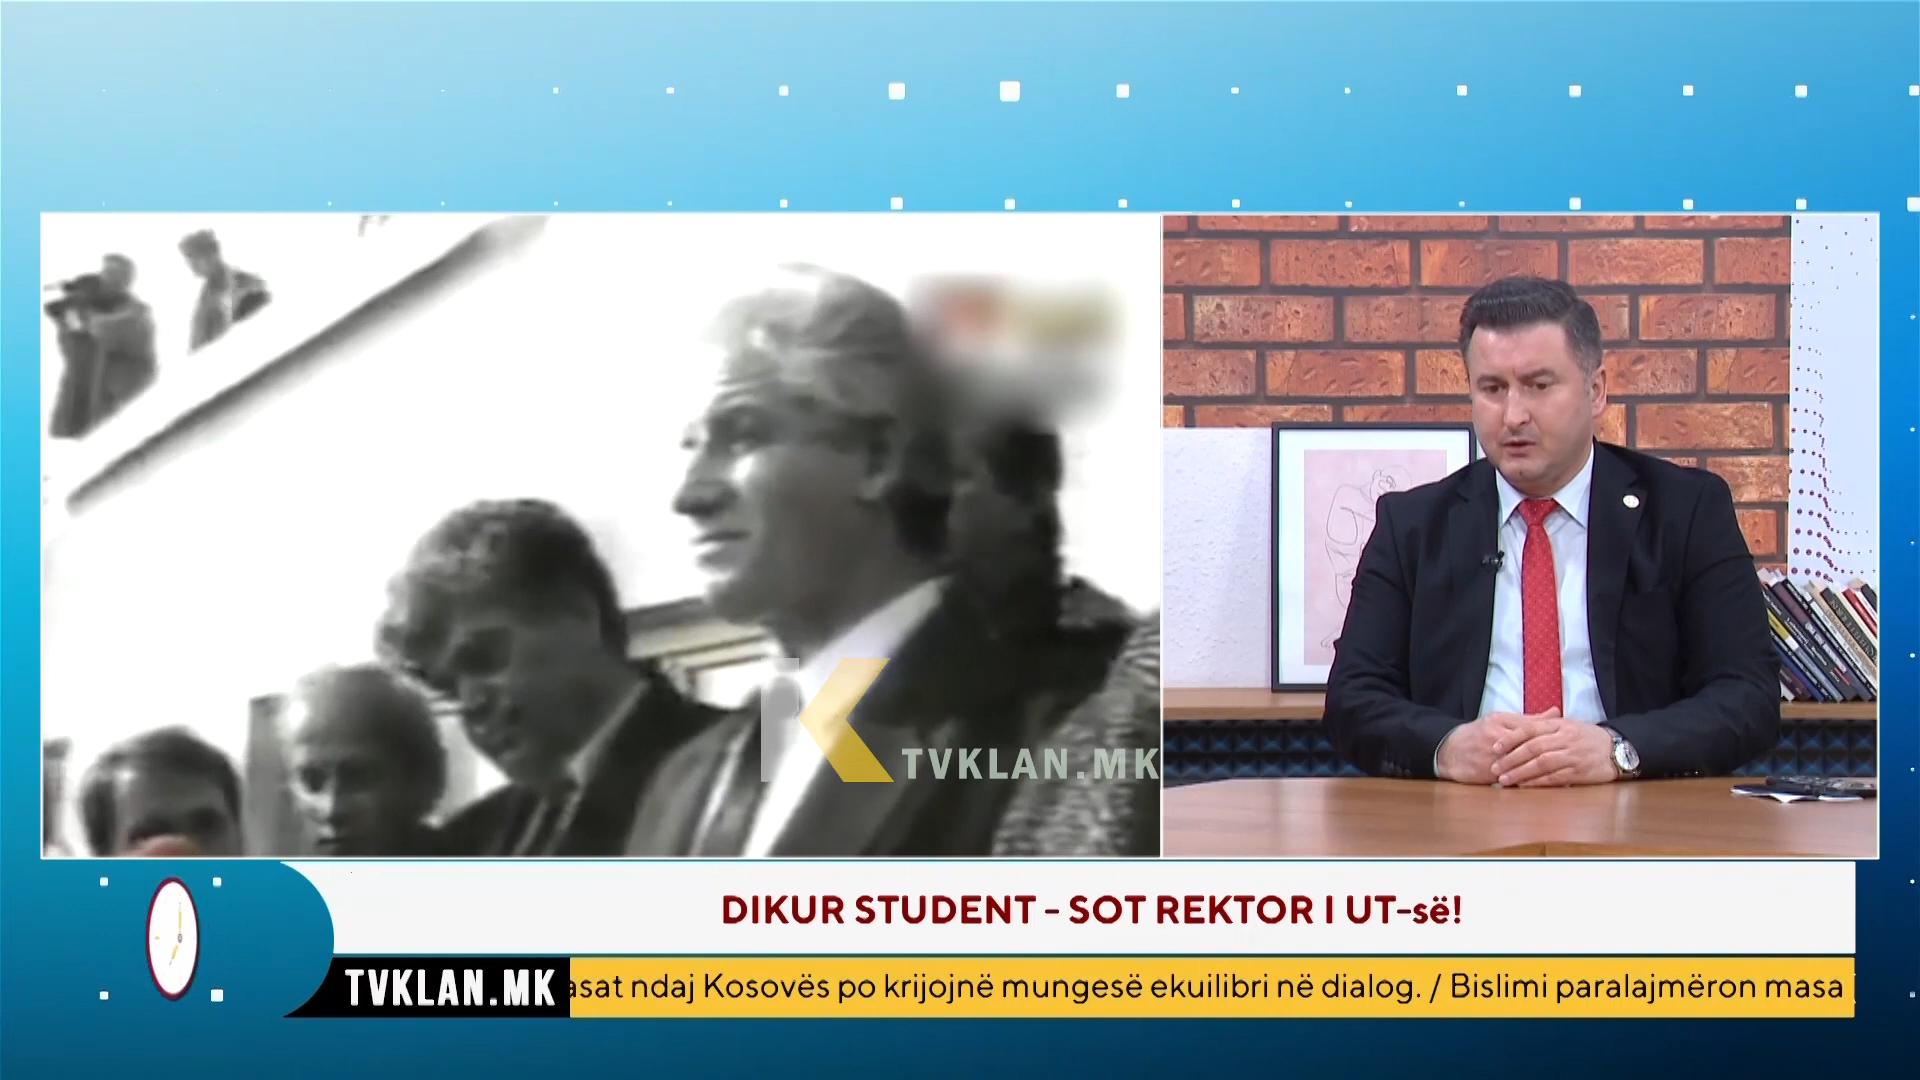 TVKLAN.MK
DIKUR STUDENT - SOT REKTOR I UT-së!
TVKLAN.MK
asat ndaj Kosovës po krijojnë mungesë ekuilibri në dialog. / Bislimi paralajmëron masa